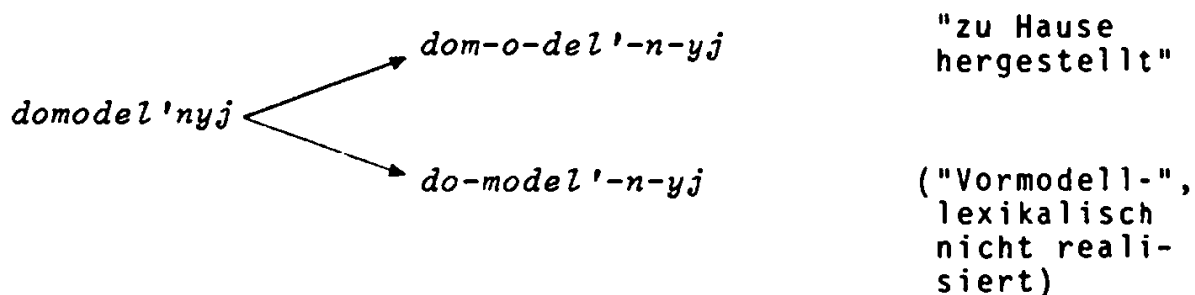 dom-o-del'-n-yj "zu Hause
hergestellt"
domodel'nyj
do-model'-n-yj ("Vormodell-",
lexikalisch
nicht reali-
siert)